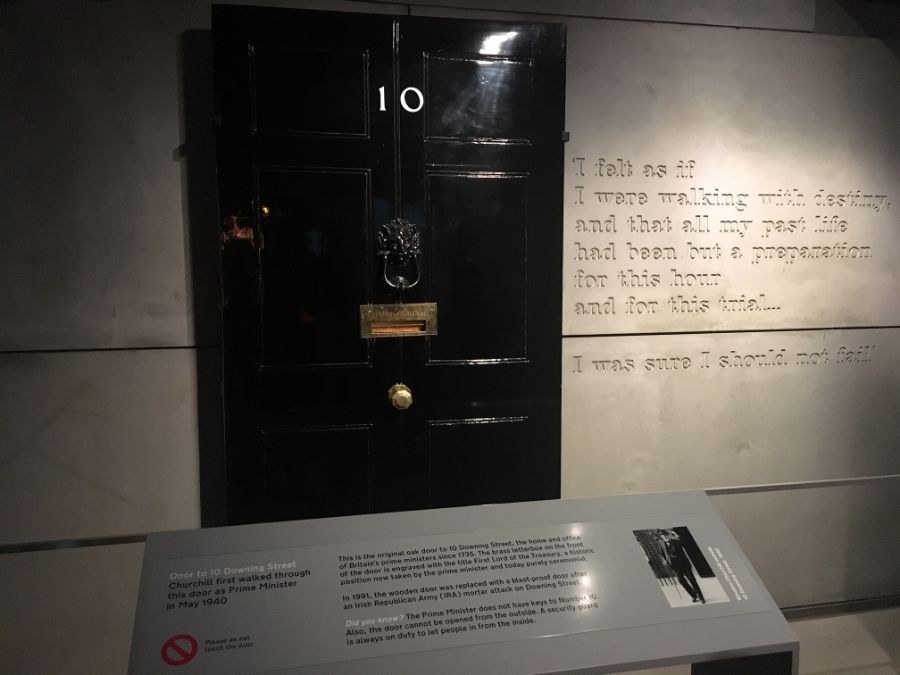 10
'I felt as if
I were walking with destiny,
and that all my past life
had been but a preparation
for this hour
and for this trial...
I was sure I should not fail'
Door to 10 Downing Street
Churchill first walked through
this door as Prime Minister
in May 1940
Please do not
touch the door
This is the original oak door to 10 Downing Street, the home and office
of Britain's prime ministers since 1735. The brass letterbox on the front
of the door is engraved with the title First Lord of the Treasury, a historic
position now taken by the prime minister and today purely ceremonial.
In 1991, the wooden door was replaced with a blast-proof door after
an Irish Republican Army (IRA) mortar attack on Downing Street.
Did you know? The Prime Minister does not have keys to Number 10.
Also, the door cannot be opened from the outside. A security guard
is always on duty to let people in from the inside.